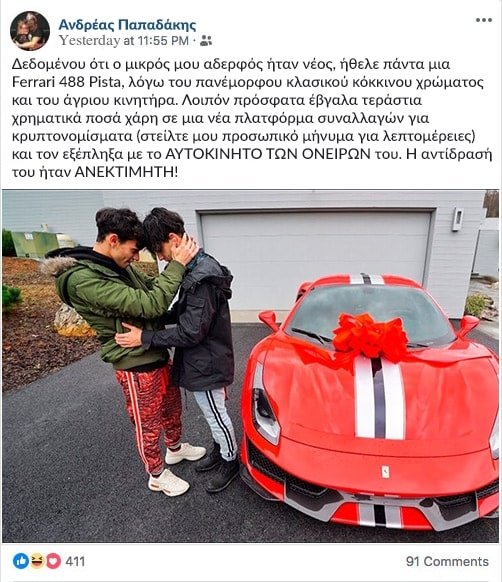 Ανδρέας Παπαδάκης
Yesterday at 11:55 PM ·
Δεδομένου ότι ο μικρός μου αδερφός ήταν νέος, ήθελε πάντα μια
Ferrari 488 Pista, λόγω του πανέμορφου κλασικού κόκκινου χρώματος
και του άγριου κινητήρα. Λοιπόν πρόσφατα έβγαλα τεράστια
χρηματικά ποσά χάρη σε μια νέα πλατφόρμα συναλλαγών για
κρυπτονομίσματα (στείλτε μου προσωπικό μήνυμα για λεπτομέρειες)
και τον εξέπληξα με το ΑΥΤΟΚΙΝΗΤΟ ΤΩΝ ΟΝΕΙΡΩΝ του. Η αντίδρασή
του ήταν ΑΝΕΚΤΙΜΗΤΗ!
411
91 Comments